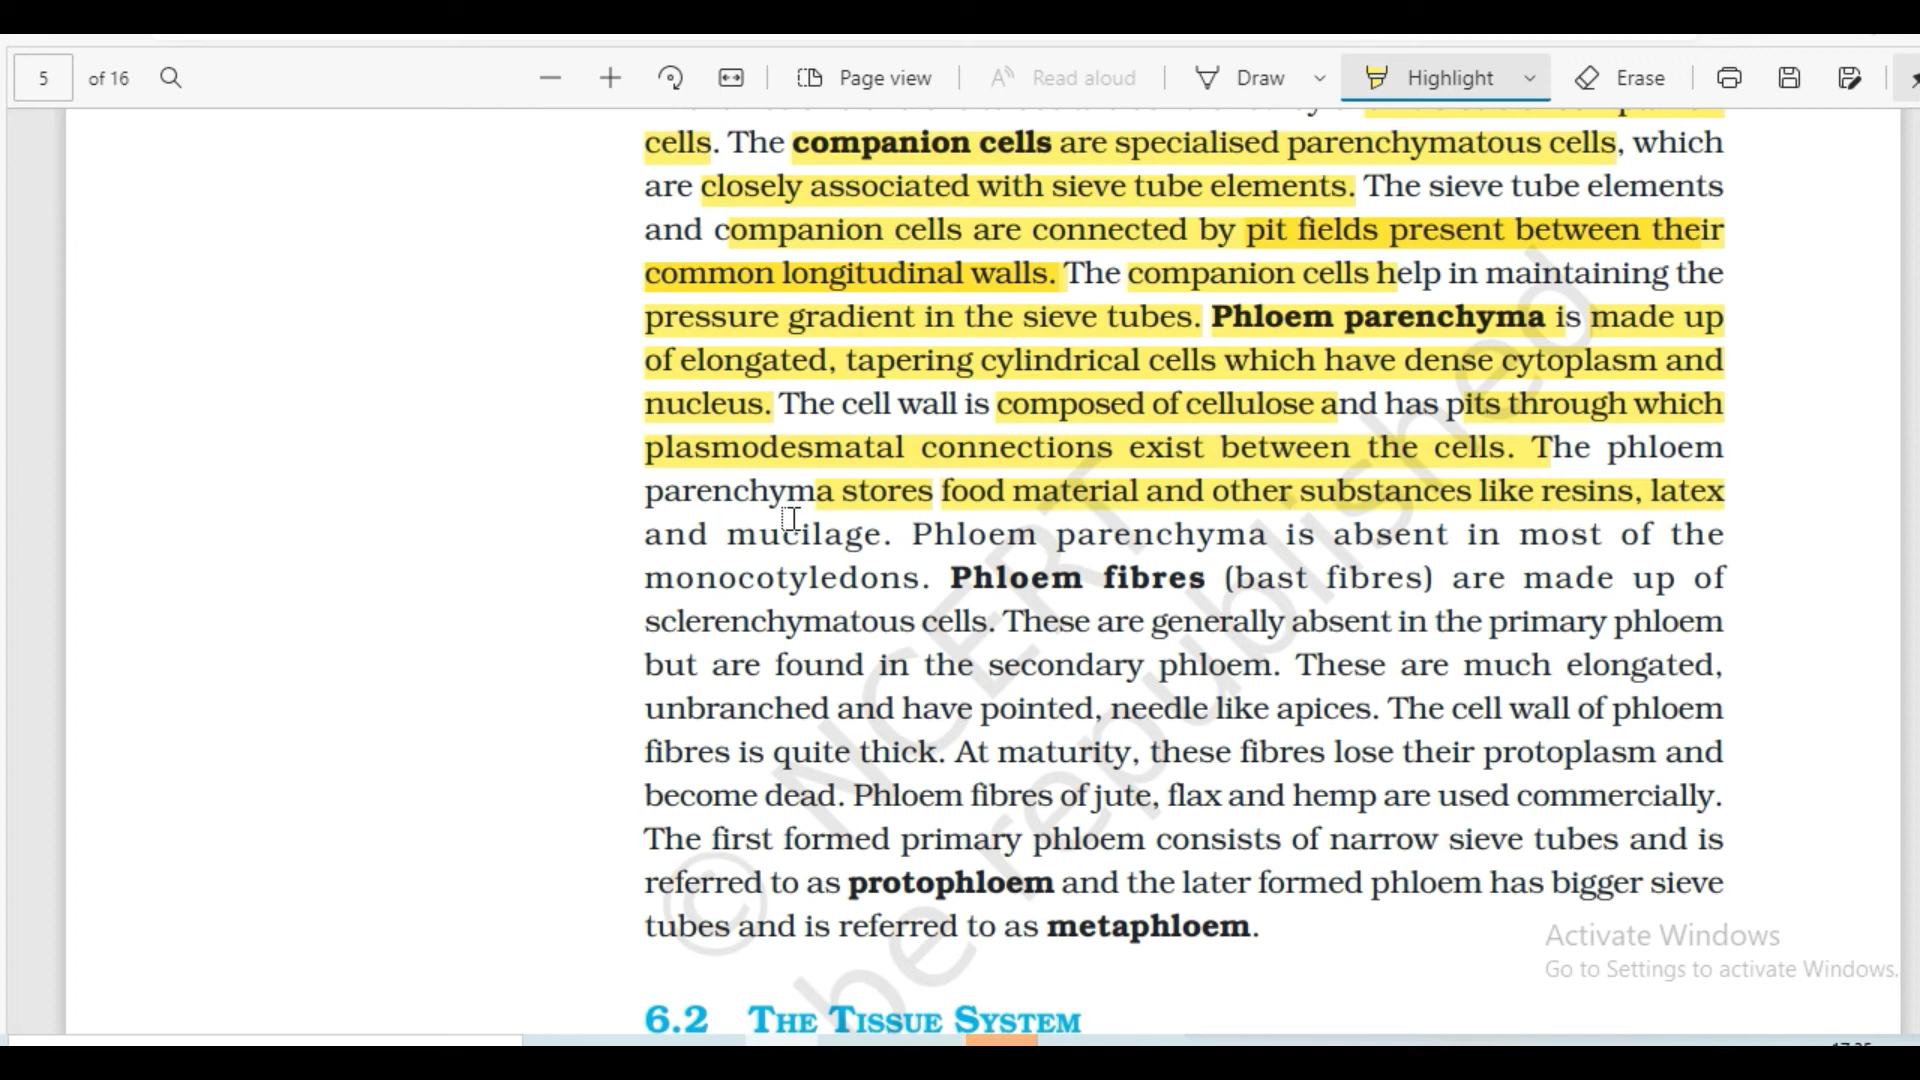 5 of 16 Page view Read aloud Draw Highlight Erase
cells. The companion cells are specialised parenchymatous cells, which
are closely associated with sieve tube elements. The sieve tube elements
and companion cells are connected by pit fields present between their
common longitudinal walls. The companion cells help in maintaining the
pressure gradient in the sieve tubes. Phloem parenchyma is made up
of elongated, tapering cylindrical cells which have dense cytoplasm and
nucleus. The cell wall is composed of cellulose and has pits through which
plasmodesmatal connections exist between the cells. The phloem
parenchyma stores food material and other substances like resins, latex
and mucilage. Phloem parenchyma is absent in most of the
monocotyledons. Phloem fibres (bast fibres) are made up of
sclerenchymatous cells. These are generally absent in the primary phloem
but are found in the secondary phloem. These are much elongated,
unbranched and have pointed, needle like apices. The cell wall of phloem
fibres is quite thick. At maturity, these fibres lose their protoplasm and
become dead. Phloem fibres of jute, flax and hemp are used commercially.
The first formed primary phloem consists of narrow sieve tubes and is
referred to as protophloem and the later formed phloem has bigger sieve
tubes and is referred to as metaphloem.
6.2 THE TISSUE SYSTEM
© NCERT
be republished
Activate Windows
Go to Settings to activate Windows.